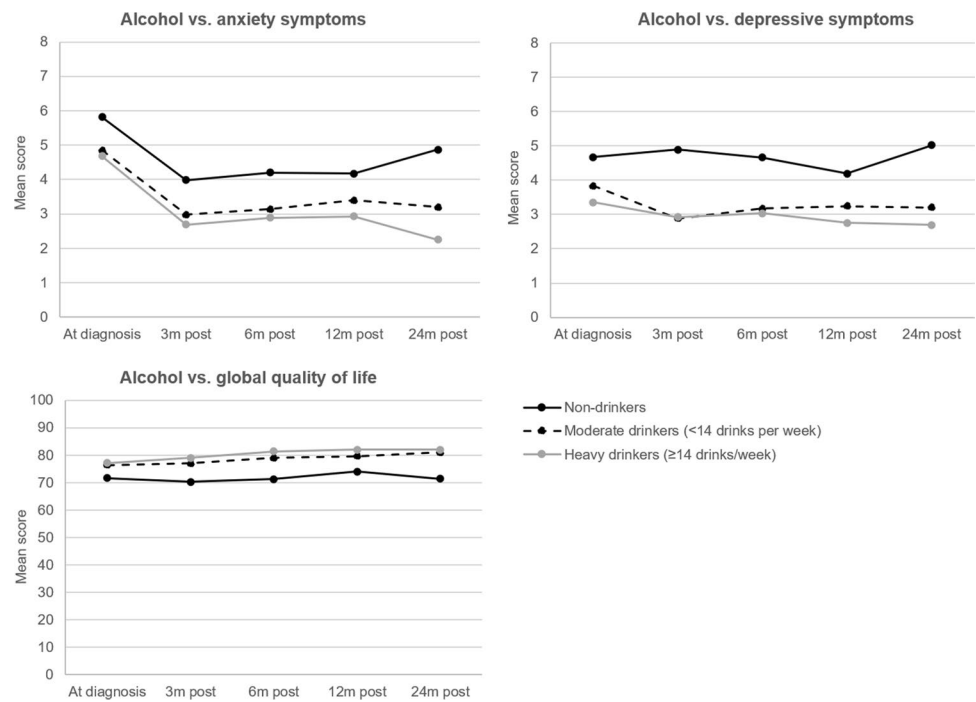 Alcohol vs. anxiety symptoms
Mean score
8
7
6
5
4
3
2
1
0
At diagnosis 3m post 6m post 12m post 24m post
Alcohol vs. depressive symptoms
Mean score
8
7
6
5
4
3
2
1
0
At diagnosis 3m post 6m post 12m post 24m post
Alcohol vs. global quality of life
Mean score
100
90
80
70
60
50
40
30
20
10
0
At diagnosis 3m post 6m post 12m post 24m post
Non-drinkers
Moderate drinkers (<14 drinks per week)
Heavy drinkers (≥14 drinks/week)